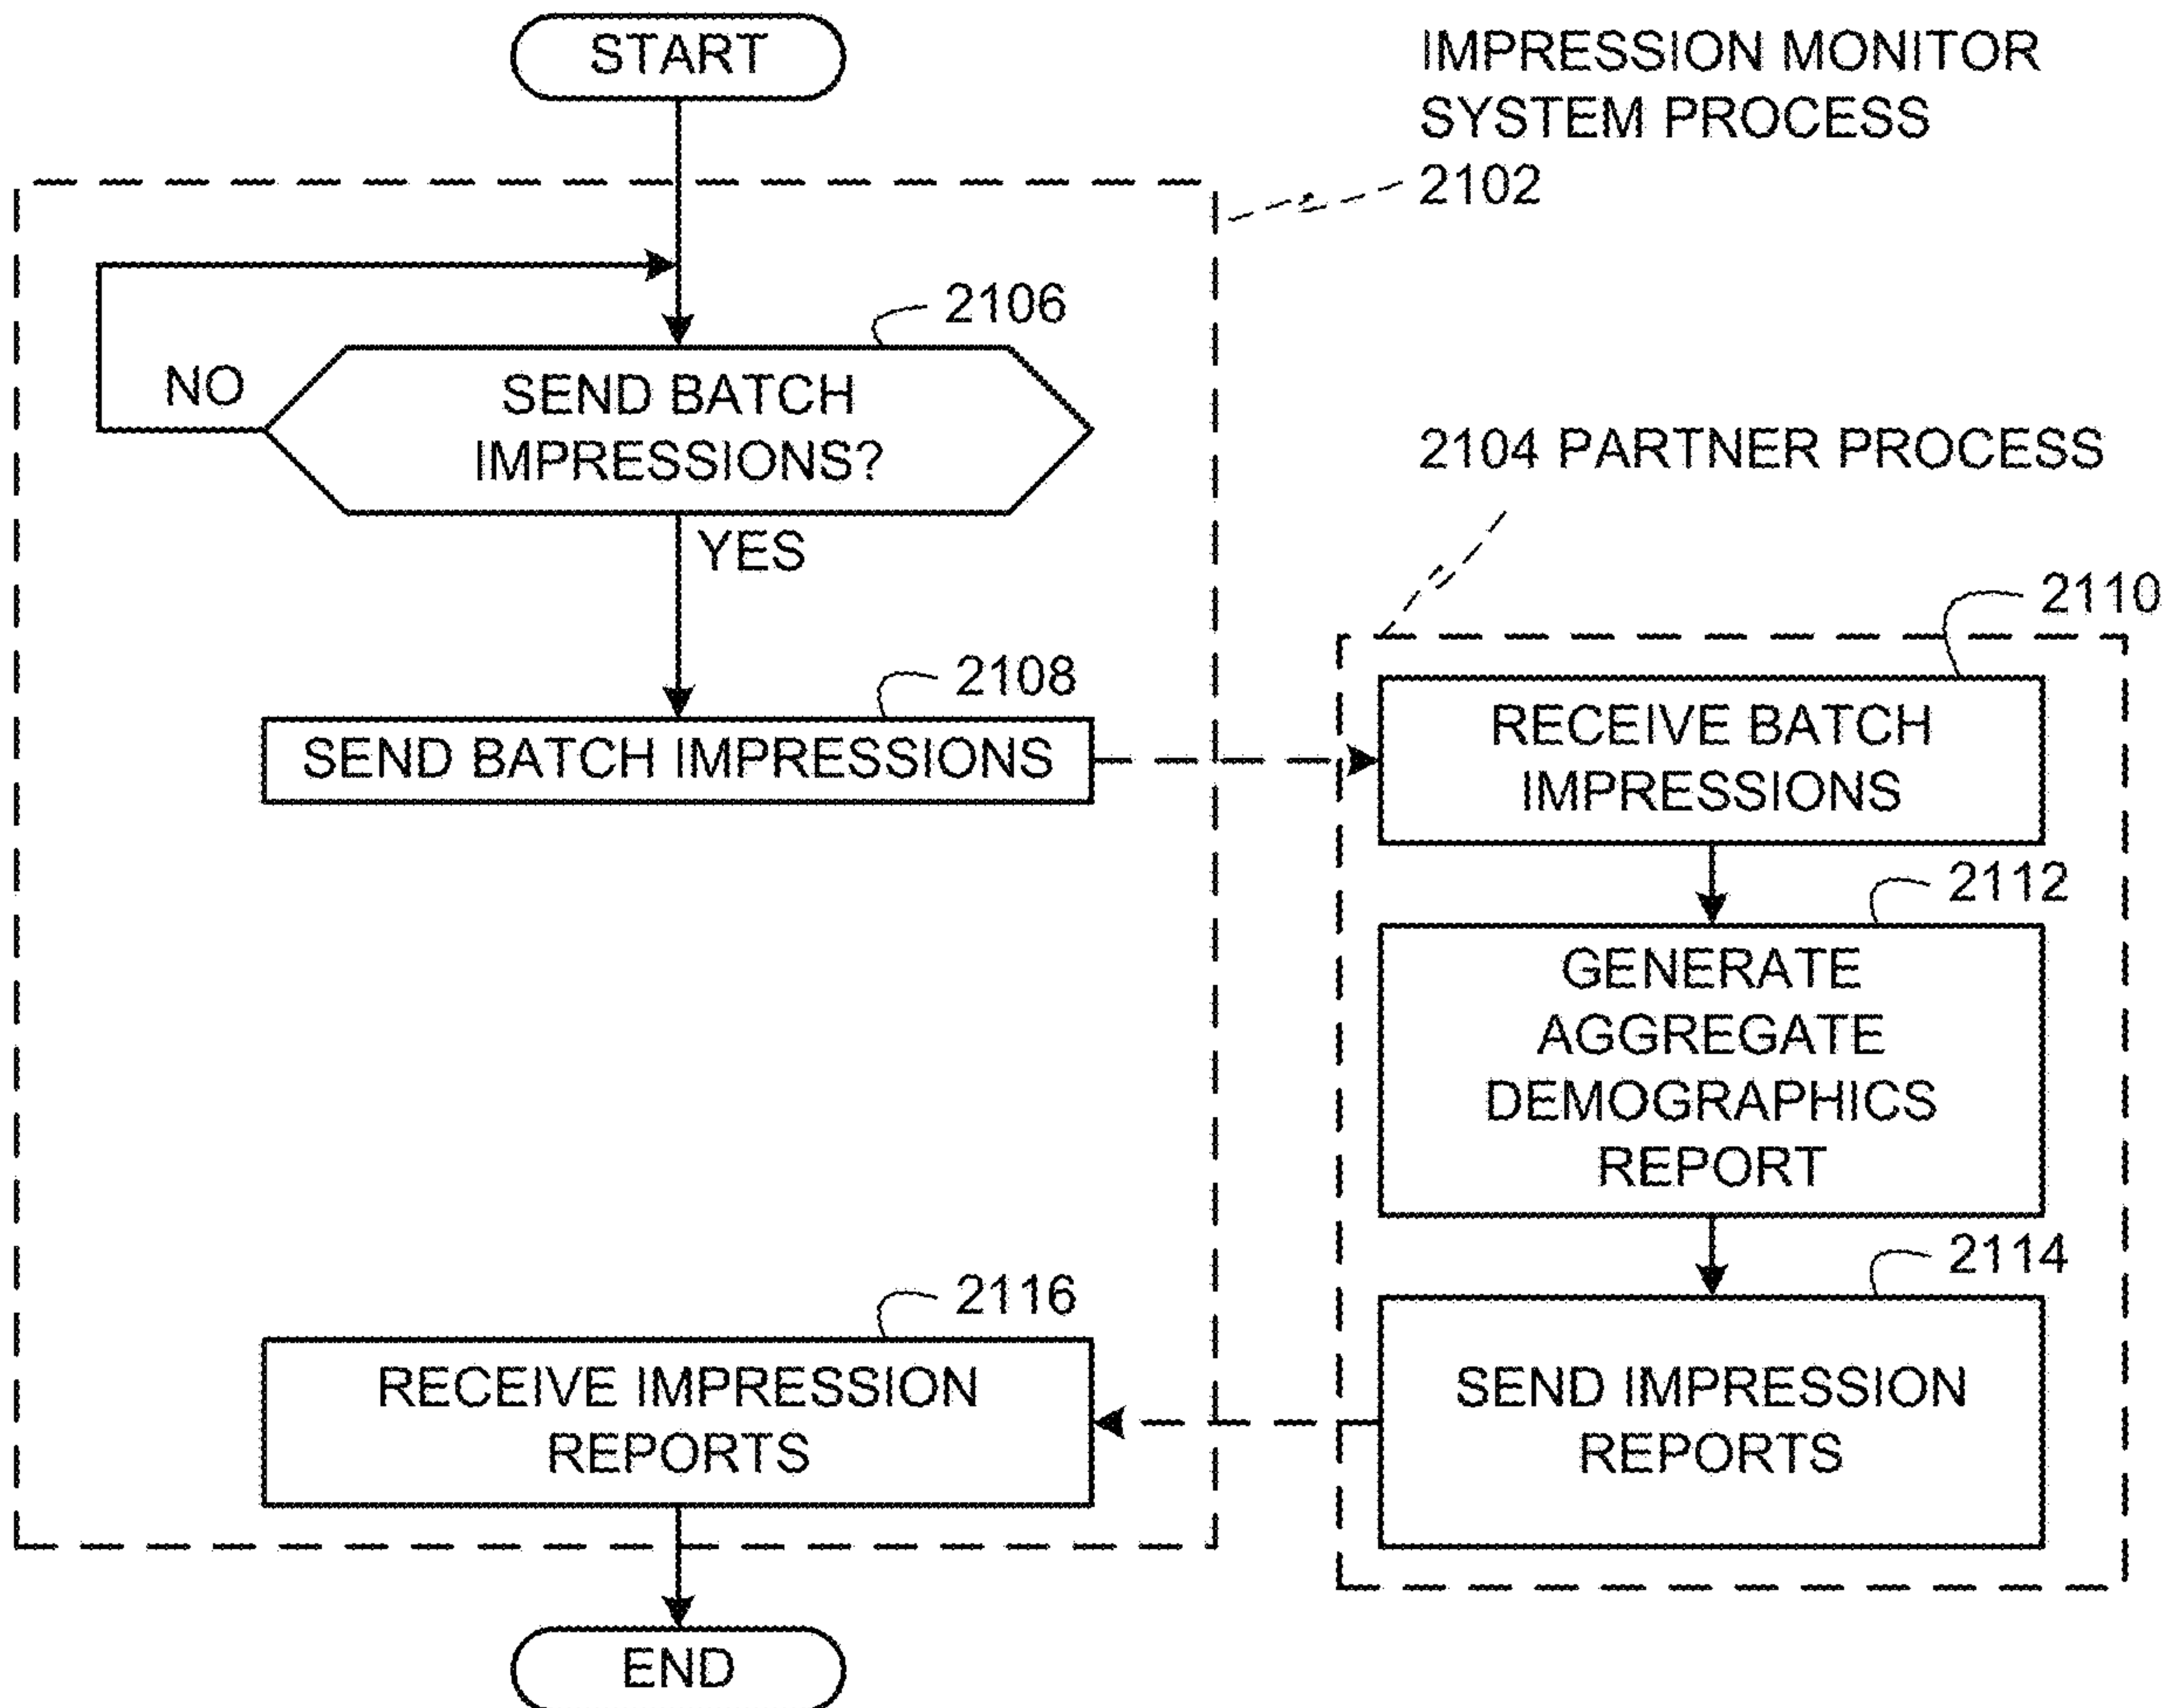 START
IMPRESSION MONITOR
SYSTEM PROCESS
2102
2106
NO
SEND BATCH
IMPRESSIONS?
YES
2104 PARTNER PROCESS
2108
SEND BATCH IMPRESSIONS
2110
RECEIVE BATCH
IMPRESSIONS
2112
GENERATE
AGGREGATE
DEMOGRAPHICS
REPORT
2114
SEND IMPRESSION
REPORTS
2116
RECEIVE IMPRESSION
REPORTS
END